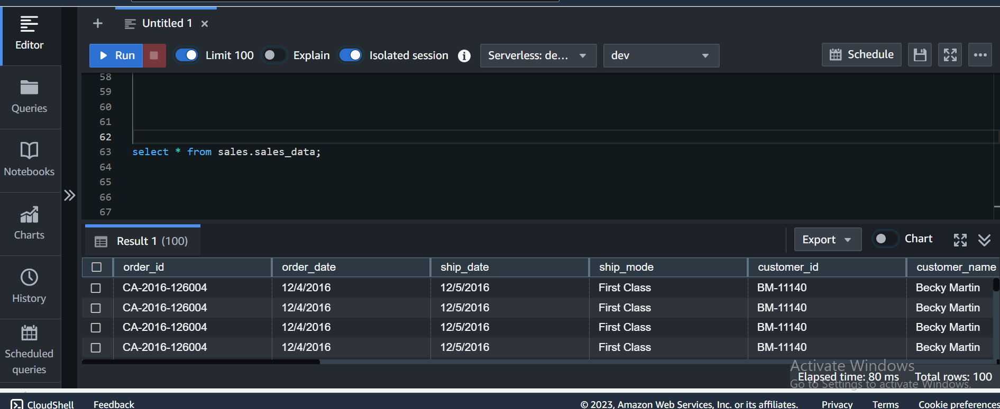 Editor
Untitled 1
Run Limit 100 Explain Isolated session Serverless: de... dev Schedule
Queries
Notebooks
Charts
History
Scheduled
queries
58
59
60
61
62
63 select * from sales.sales_data;
64
65
66
67
Result 1 (100) Export Chart
order_id order_date ship_date ship_mode customer_id customer_name
CA-2016-126004 12/4/2016 12/5/2016 First Class BM-11140 Becky Martin
CA-2016-126004 12/4/2016 12/5/2016 First Class BM-11140 Becky Martin
CA-2016-126004 12/4/2016 12/5/2016 First Class BM-11140 Becky Martin
CA-2016-126004 12/4/2016 12/5/2016 First Class BM-11140 Becky Martin
Activate Windows
Elapsed time: 80 ms Total rows: 100
Go to Settings to activate Windows.
CloudShell Feedback © 2023, Amazon Web Services, Inc. or its affiliates. Privacy Terms Cookie preferences